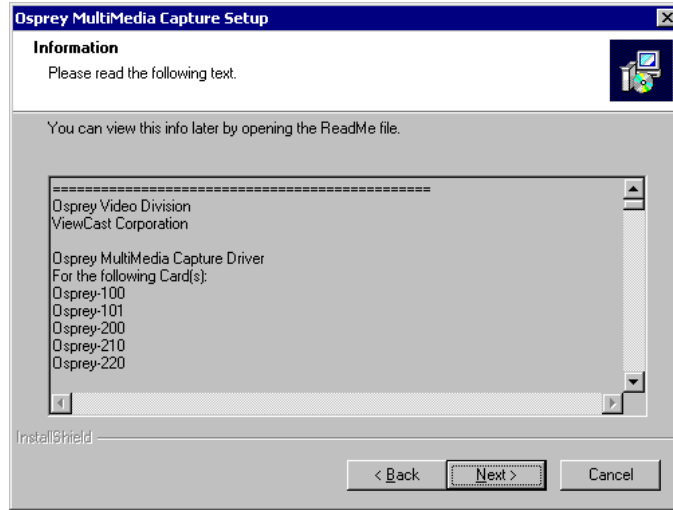 Osprey MultiMedia Capture Setup
Information
Please read the following text.
You can view this info later by opening the ReadMe file.
===============================================
Osprey Video Division
ViewCast Corporation
Osprey MultiMedia Capture Driver
For the following Card(s):
Osprey-100
Osprey-101
Osprey-200
Osprey-210
Osprey-220
InstallShield
< Back
Next >
Cancel